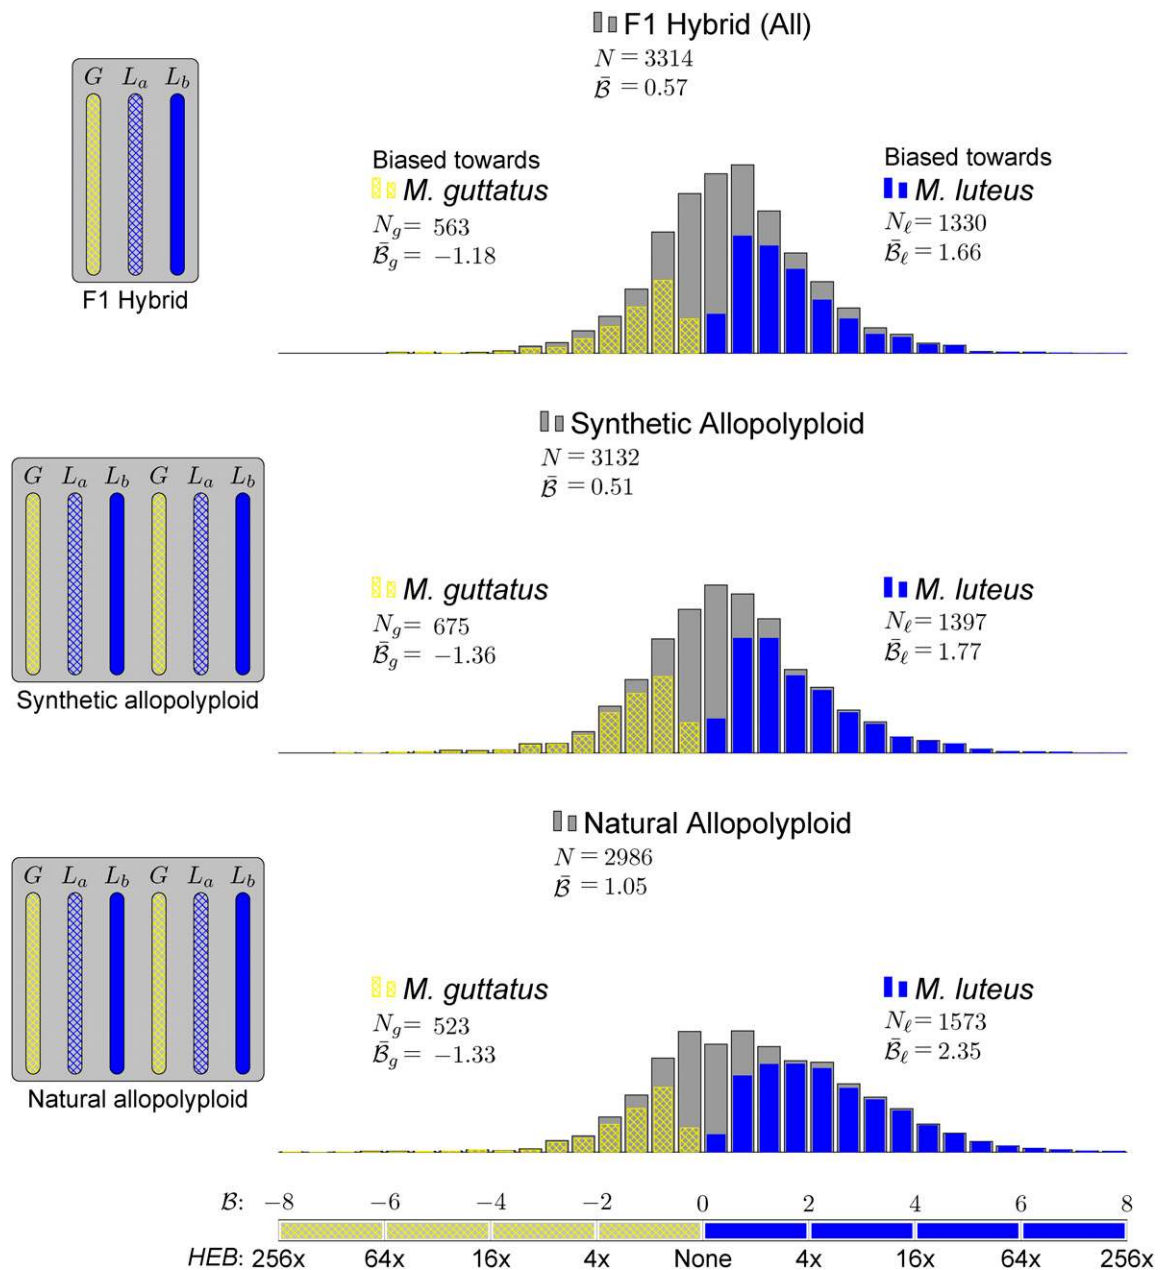 F1 Hybrid (All)
N = 3314
B̄ = 0.57
G L_a L_b
F1 Hybrid
Biased towards
M. guttatus
N_g = 563
B̄_g = −1.18
Biased towards
M. luteus
N_ℓ = 1330
B̄_ℓ = 1.66
Synthetic Allopolyploid
N = 3132
B̄ = 0.51
G L_a L_b G L_a L_b
Synthetic allopolyploid
M. guttatus
N_g = 675
B̄_g = −1.36
M. luteus
N_ℓ = 1397
B̄_ℓ = 1.77
Natural Allopolyploid
N = 2986
B̄ = 1.05
G L_a L_b G L_a L_b
Natural allopolyploid
M. guttatus
N_g = 523
B̄_g = −1.33
M. luteus
N_ℓ = 1573
B̄_ℓ = 2.35
B: −8 −6 −4 −2 0 2 4 6 8
HEB: 256x 64x 16x 4x None 4x 16x 64x 256x